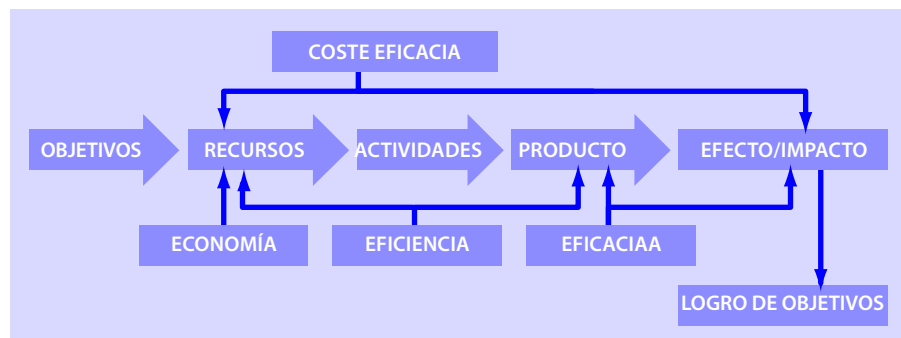 COSTE EFICACIA
OBJETIVOS
RECURSOS
ACTIVIDADES
PRODUCTO
EFECTO/IMPACTO
ECONOMÍA
EFICIENCIA
EFICACIAA
LOGRO DE OBJETIVOS